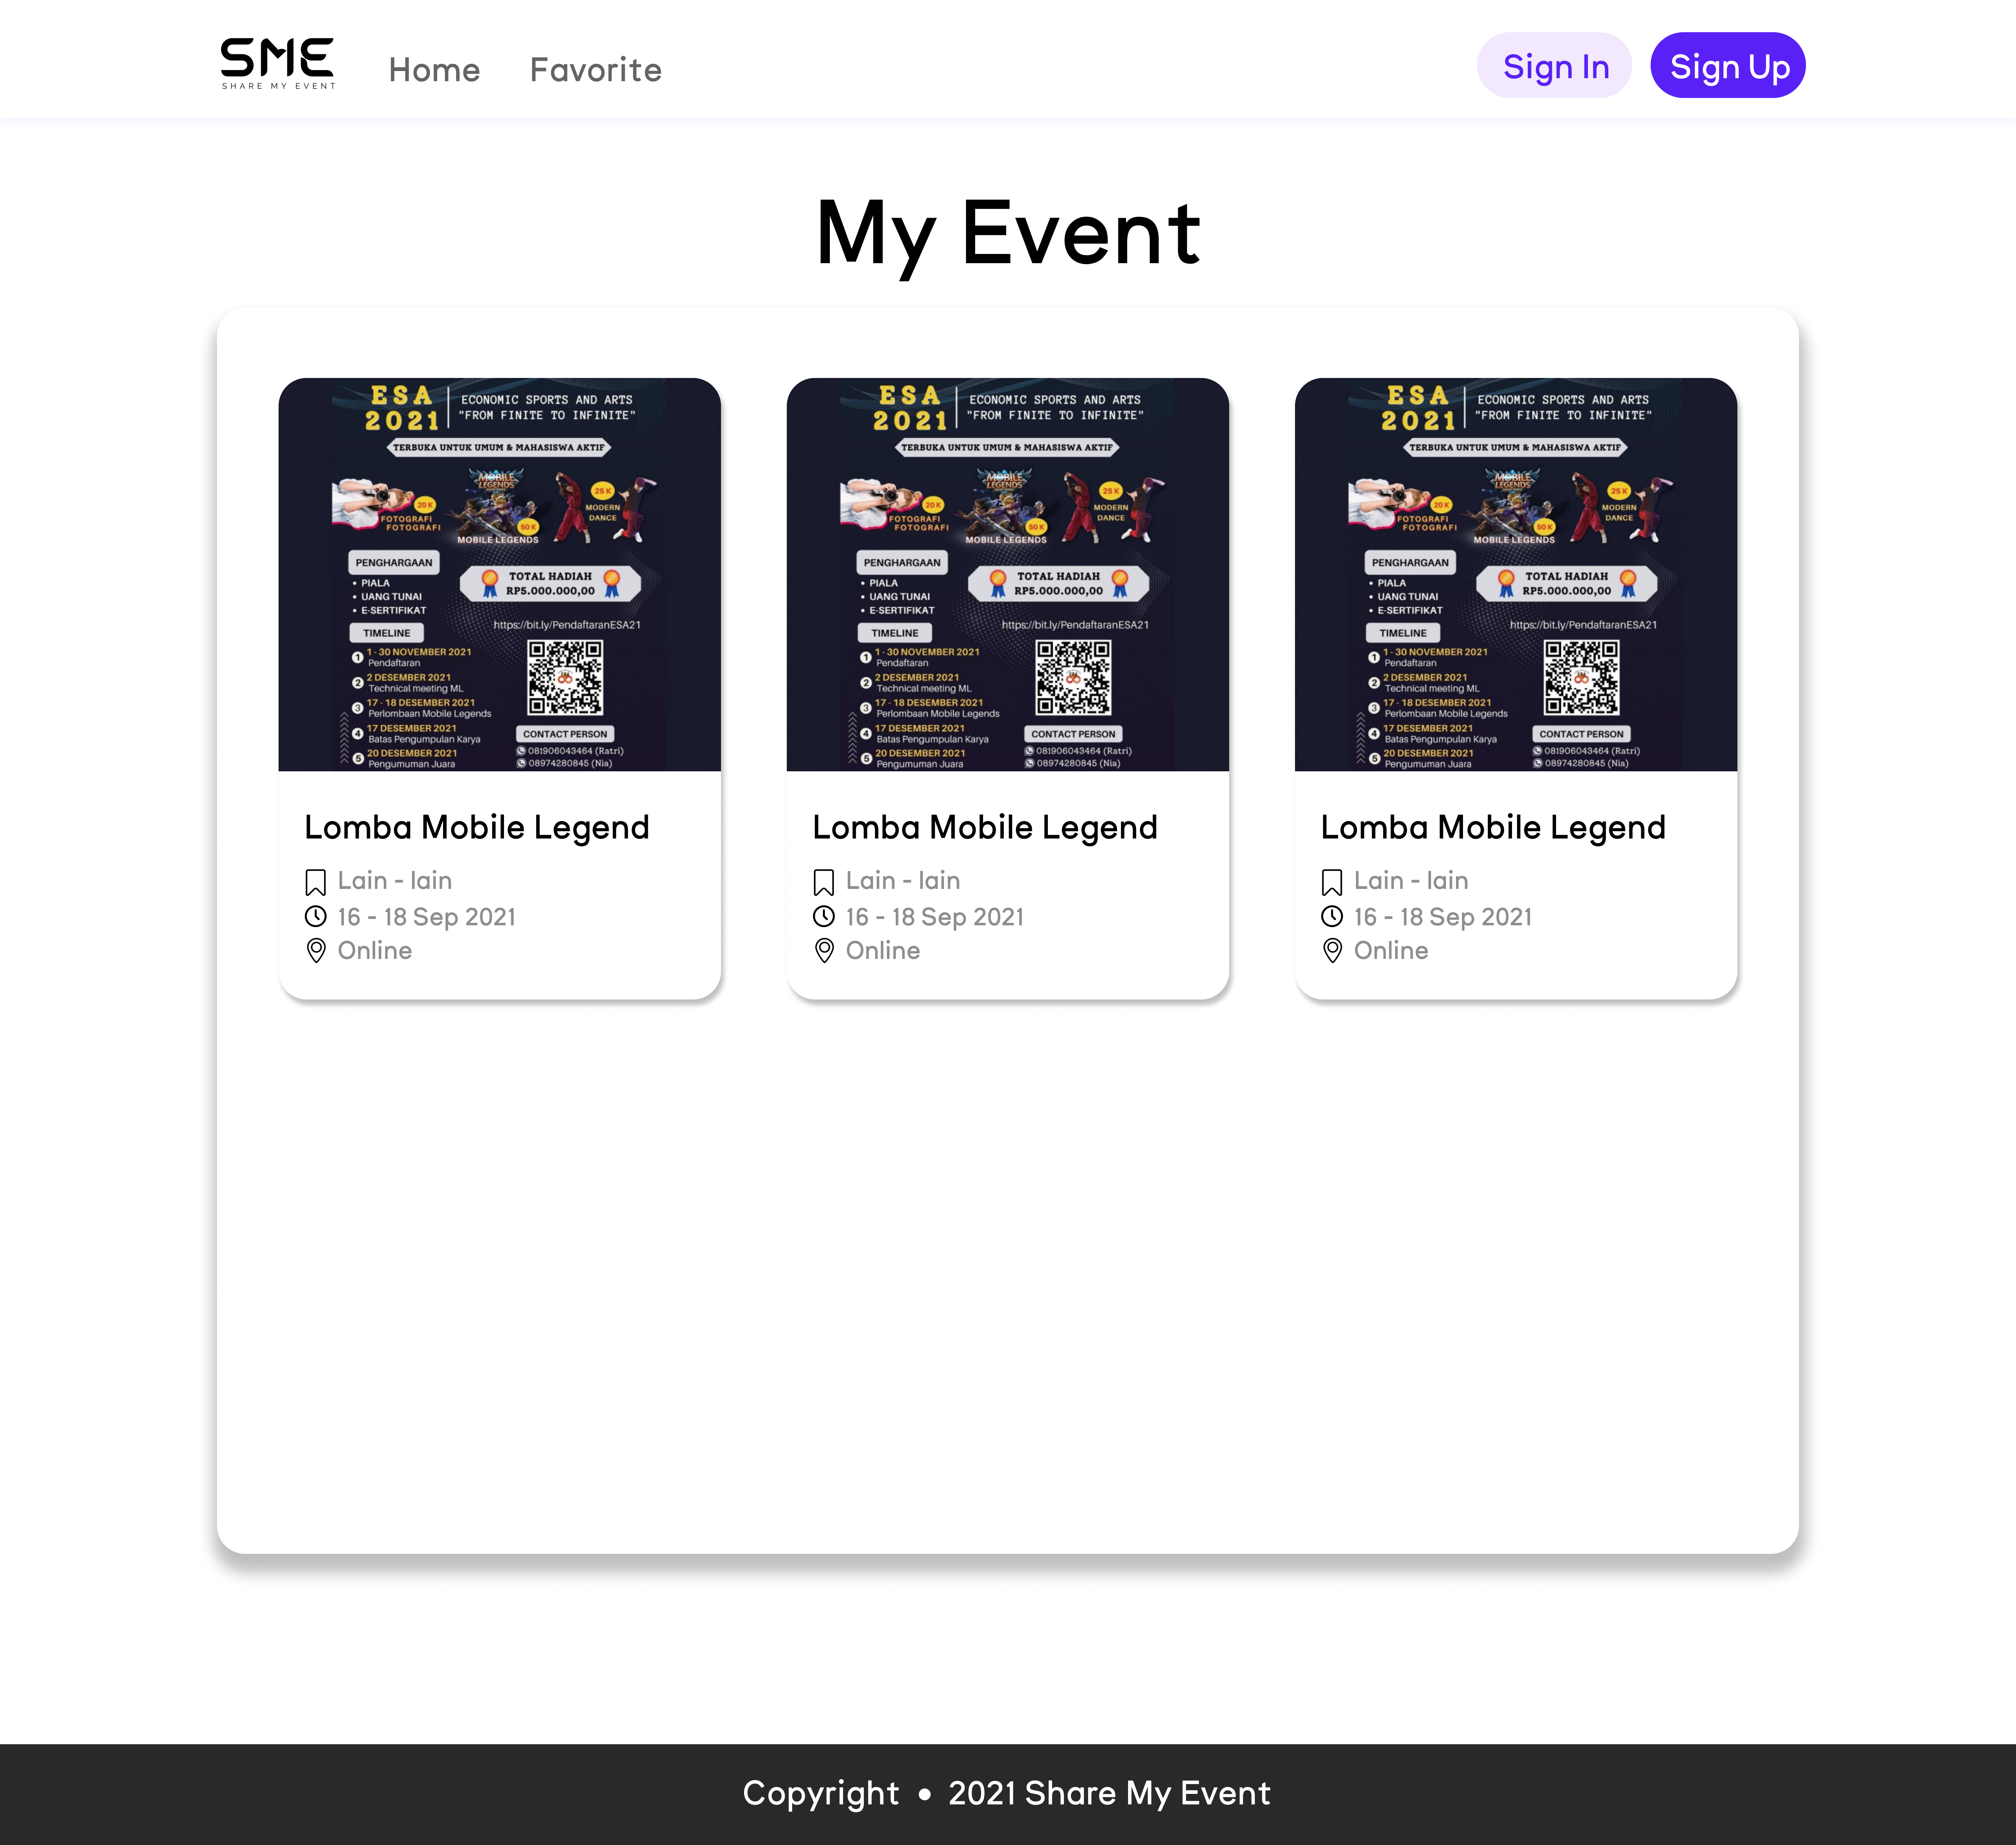 SME
SHARE MY EVENT
Home
Favorite
Sign In
Sign Up
My Event
ESA
2021
ECONOMIC SPORTS AND ARTS
"FROM FINITE TO INFINITE"
TERBUKA UNTUK UMUM & MAHASISWA AKTIF
MOBILE
LEGENDS
20 K
FOTOGRAFI
FOTOGRAFI
50 K
MOBILE LEGENDS
25 K
MODERN
DANCE
PENGHARGAAN
• PIALA
• UANG TUNAI
• E-SERTIFIKAT
TOTAL HADIAH
RP5.000.000,00
https://bit.ly/PendaftaranESA21
TIMELINE
1 1 - 30 NOVEMBER 2021
Pendaftaran
2 2 DESEMBER 2021
Technical meeting ML
3 17 - 18 DESEMBER 2021
Perlombaan Mobile Legends
4 17 DESEMBER 2021
Batas Pengumpulan Karya
5 20 DESEMBER 2021
Pengumuman Juara
CONTACT PERSON
081906043464 (Ratri)
08974280845 (Nia)
Lomba Mobile Legend
Lain - lain
16 - 18 Sep 2021
Online
ESA
2021
ECONOMIC SPORTS AND ARTS
"FROM FINITE TO INFINITE"
TERBUKA UNTUK UMUM & MAHASISWA AKTIF
MOBILE
LEGENDS
20 K
FOTOGRAFI
FOTOGRAFI
50 K
MOBILE LEGENDS
25 K
MODERN
DANCE
PENGHARGAAN
• PIALA
• UANG TUNAI
• E-SERTIFIKAT
TOTAL HADIAH
RP5.000.000,00
https://bit.ly/PendaftaranESA21
TIMELINE
1 1 - 30 NOVEMBER 2021
Pendaftaran
2 2 DESEMBER 2021
Technical meeting ML
3 17 - 18 DESEMBER 2021
Perlombaan Mobile Legends
4 17 DESEMBER 2021
Batas Pengumpulan Karya
5 20 DESEMBER 2021
Pengumuman Juara
CONTACT PERSON
081906043464 (Ratri)
08974280845 (Nia)
Lomba Mobile Legend
Lain - lain
16 - 18 Sep 2021
Online
ESA
2021
ECONOMIC SPORTS AND ARTS
"FROM FINITE TO INFINITE"
TERBUKA UNTUK UMUM & MAHASISWA AKTIF
MOBILE
LEGENDS
20 K
FOTOGRAFI
FOTOGRAFI
50 K
MOBILE LEGENDS
25 K
MODERN
DANCE
PENGHARGAAN
• PIALA
• UANG TUNAI
• E-SERTIFIKAT
TOTAL HADIAH
RP5.000.000,00
https://bit.ly/PendaftaranESA21
TIMELINE
1 1 - 30 NOVEMBER 2021
Pendaftaran
2 2 DESEMBER 2021
Technical meeting ML
3 17 - 18 DESEMBER 2021
Perlombaan Mobile Legends
4 17 DESEMBER 2021
Batas Pengumpulan Karya
5 20 DESEMBER 2021
Pengumuman Juara
CONTACT PERSON
081906043464 (Ratri)
08974280845 (Nia)
Lomba Mobile Legend
Lain - lain
16 - 18 Sep 2021
Online
Copyright • 2021 Share My Event